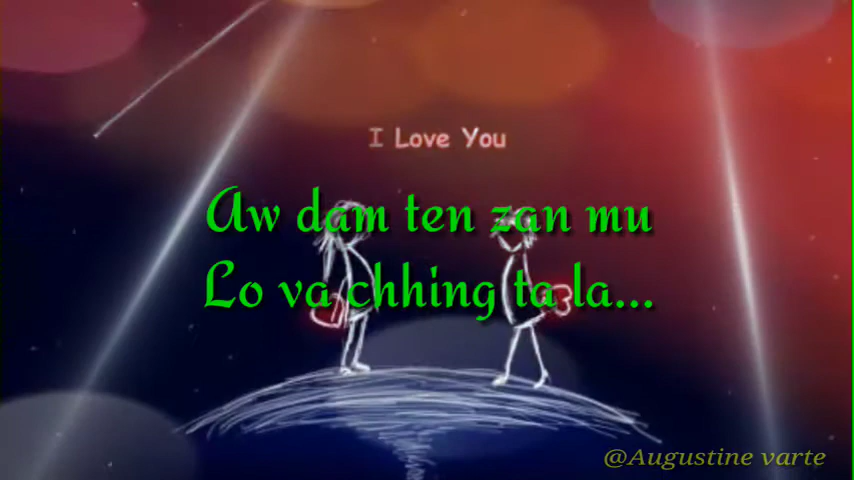 I Love You
Aw dam ten zan mu
Lo va chhing ta la...
@Augustine varte